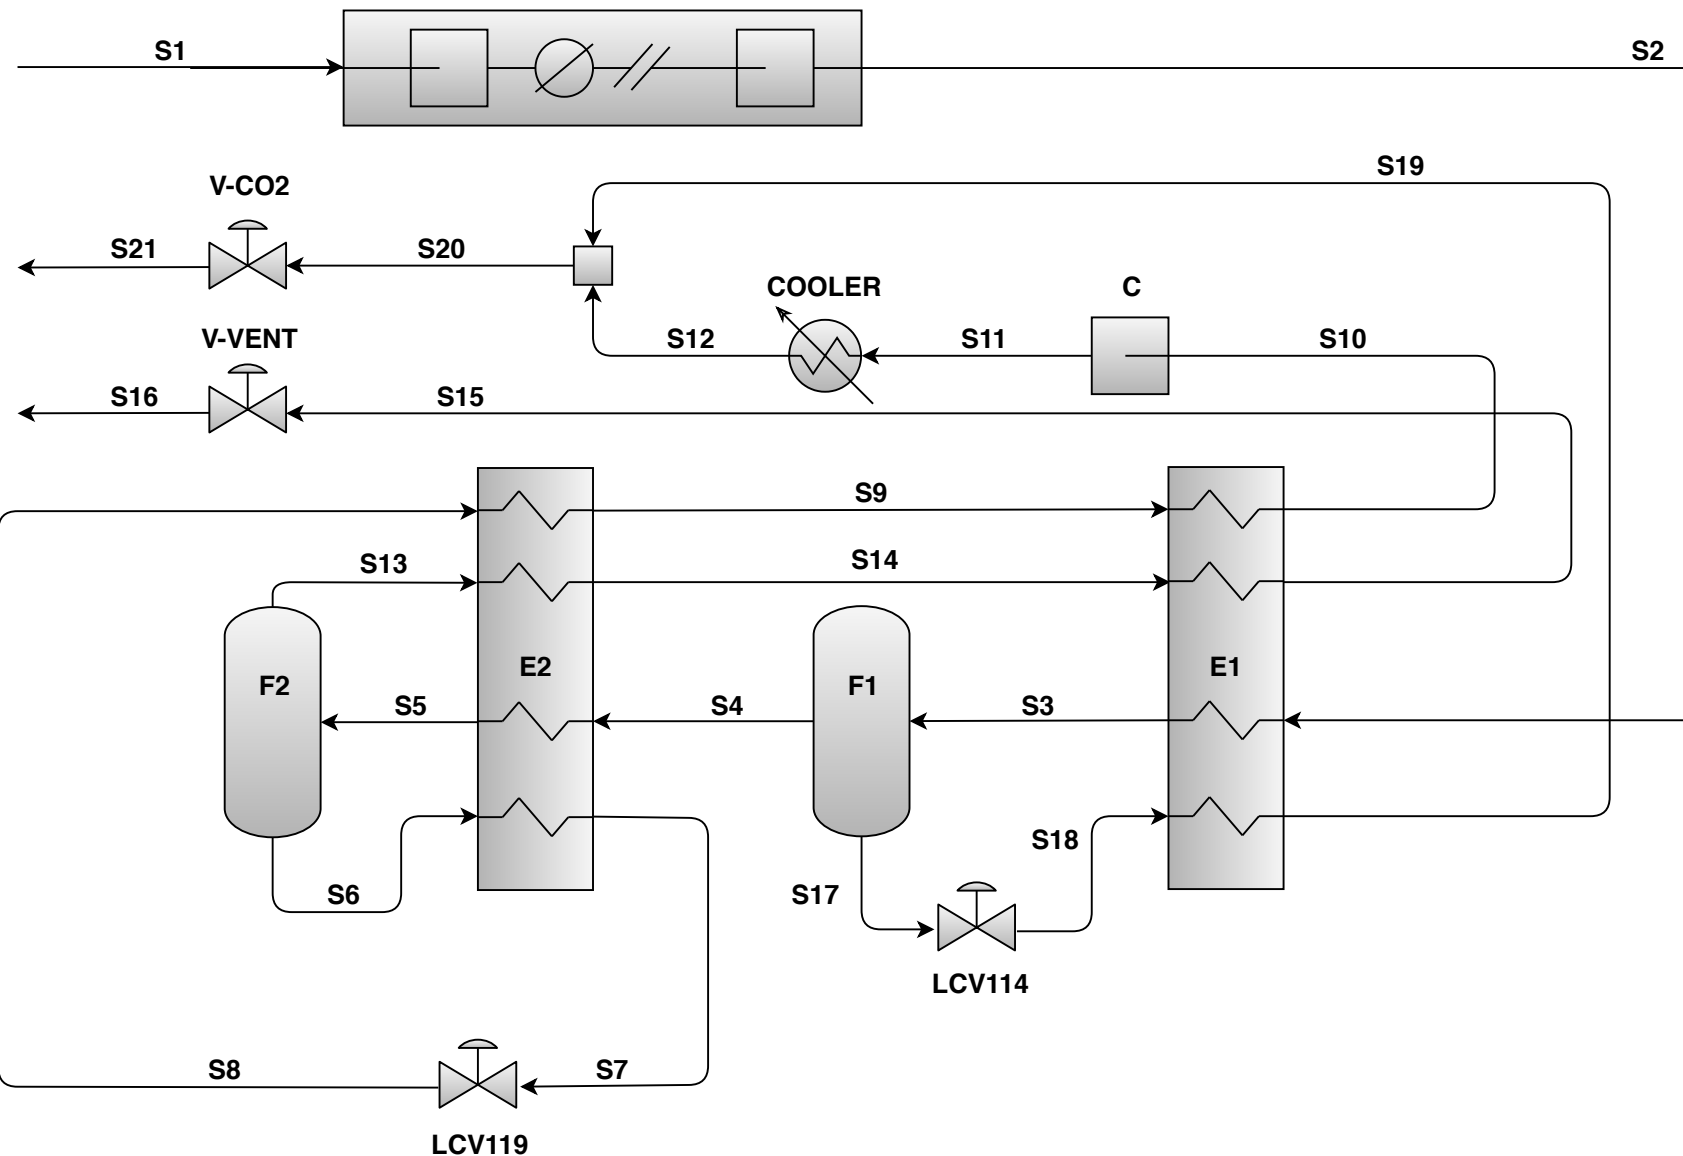 S1
S2
S19
V-CO2
S21
S20
COOLER
C
V-VENT
S12
S11
S10
S16
S15
S9
S13
S14
E2
E1
F2
F1
S5
S4
S3
S18
S6
S17
LCV114
S8
S7
LCV119